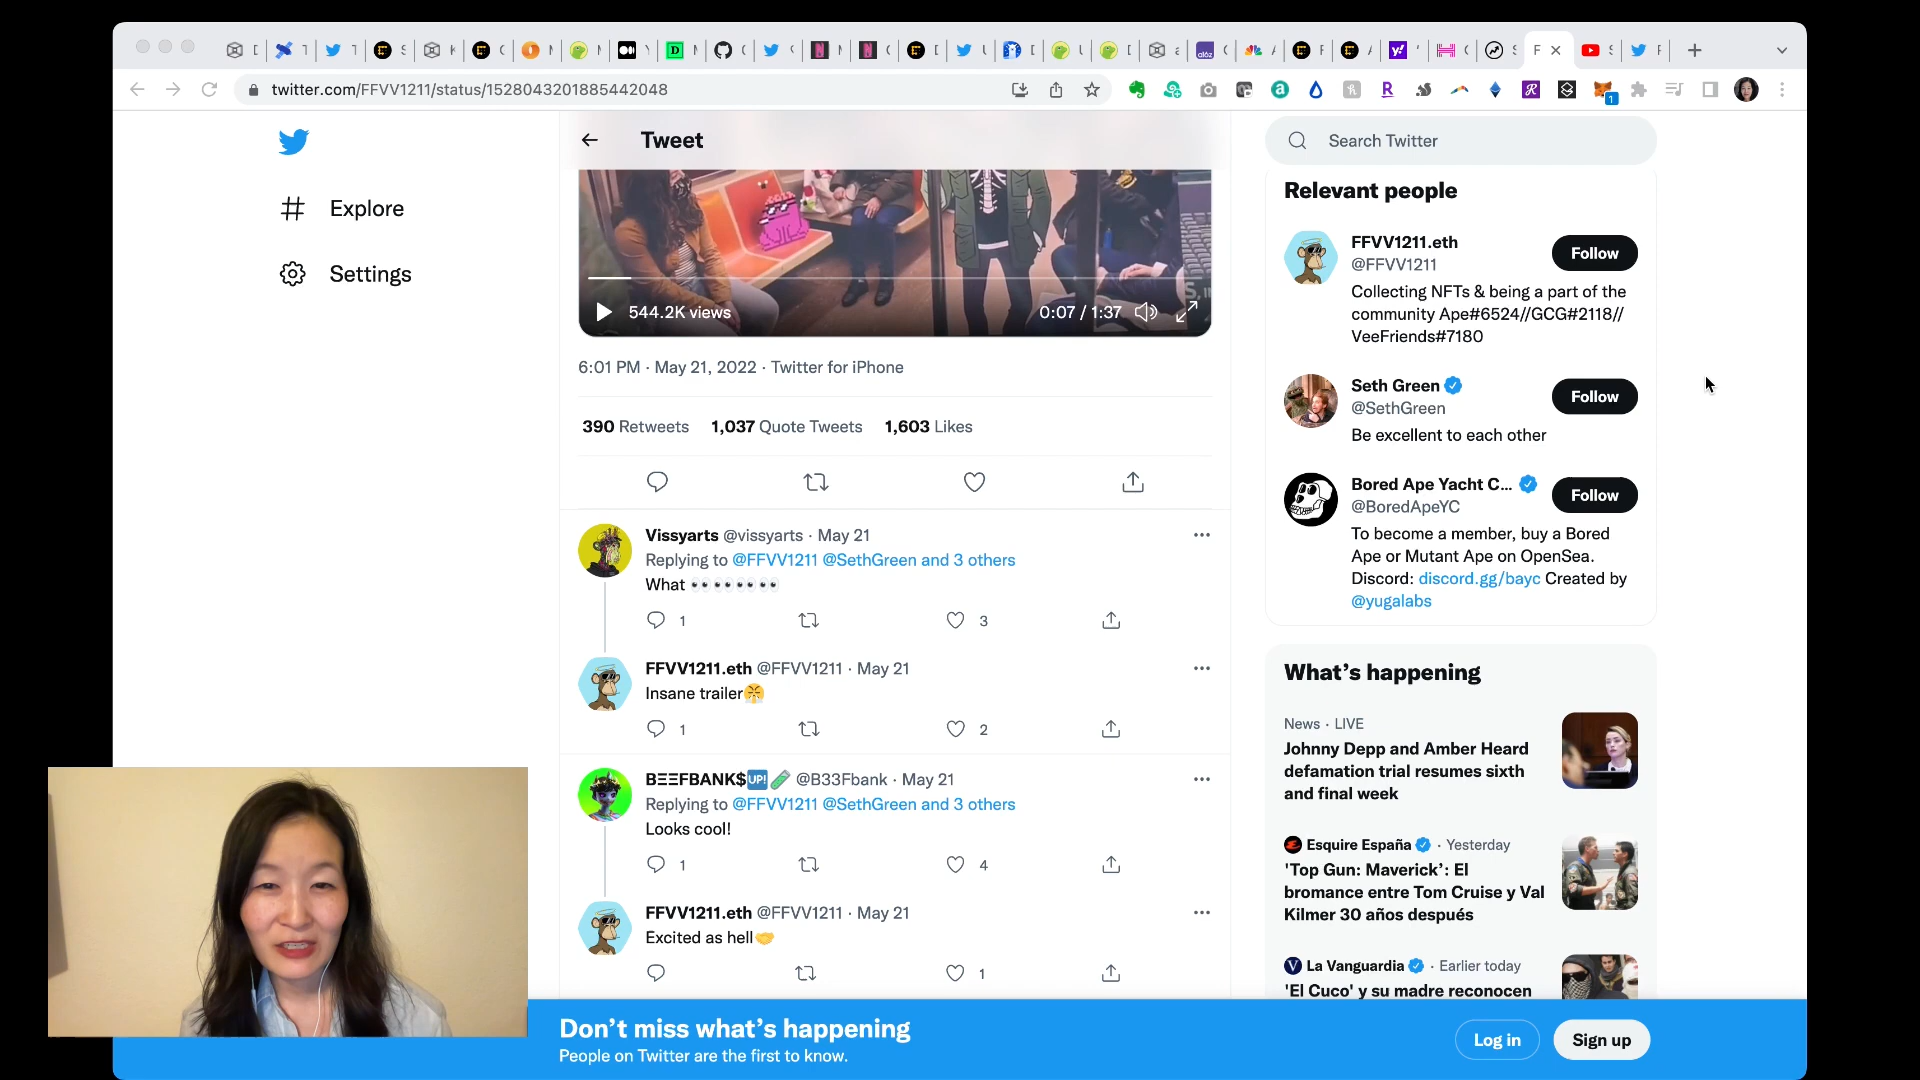 twitter.com/FFVV1211/status/1528043201885442048
1
Explore
Settings
Tweet
544.2K views
0:07 / 1:37
6:01 PM · May 21, 2022 · Twitter for iPhone
390 Retweets 1,037 Quote Tweets 1,603 Likes
Vissyarts @vissyarts · May 21
Replying to @FFVV1211 @SethGreen and 3 others
What 👀👀👀👀
1 3
FFVV1211.eth @FFVV1211 · May 21
Insane trailer😤
1 2
BΞΞFBANK$🆙🧪 @B33Fbank · May 21
Replying to @FFVV1211 @SethGreen and 3 others
Looks cool!
1 4
FFVV1211.eth @FFVV1211 · May 21
Excited as hell🤝
1
Search Twitter
Relevant people
FFVV1211.eth
@FFVV1211
Follow
Collecting NFTs & being a part of the
community Ape#6524//GCG#2118//
VeeFriends#7180
Seth Green
@SethGreen
Follow
Be excellent to each other
Bored Ape Yacht C...
@BoredApeYC
Follow
To become a member, buy a Bored
Ape or Mutant Ape on OpenSea.
Discord: discord.gg/bayc Created by
@yugalabs
What's happening
News · LIVE
Johnny Depp and Amber Heard
defamation trial resumes sixth
and final week
Esquire España · Yesterday
'Top Gun: Maverick': El
bromance entre Tom Cruise y Val
Kilmer 30 años después
La Vanguardia · Earlier today
'El Cuco' y su madre reconocen
Don't miss what's happening
People on Twitter are the first to know.
Log in
Sign up